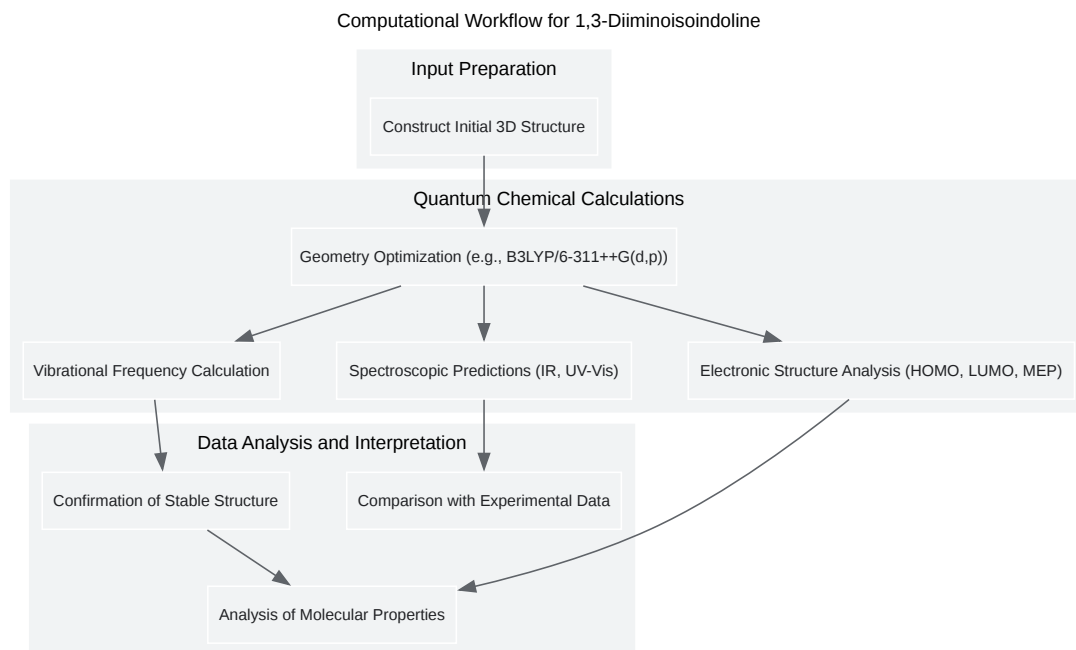 Computational Workflow for 1,3-Diiminoisoindoline
Input Preparation
Construct Initial 3D Structure
Quantum Chemical Calculations
Geometry Optimization (e.g., B3LYP/6-311++G(d,p))
Vibrational Frequency Calculation
Spectroscopic Predictions (IR, UV-Vis)
Electronic Structure Analysis (HOMO, LUMO, MEP)
Data Analysis and Interpretation
Confirmation of Stable Structure
Comparison with Experimental Data
Analysis of Molecular Properties